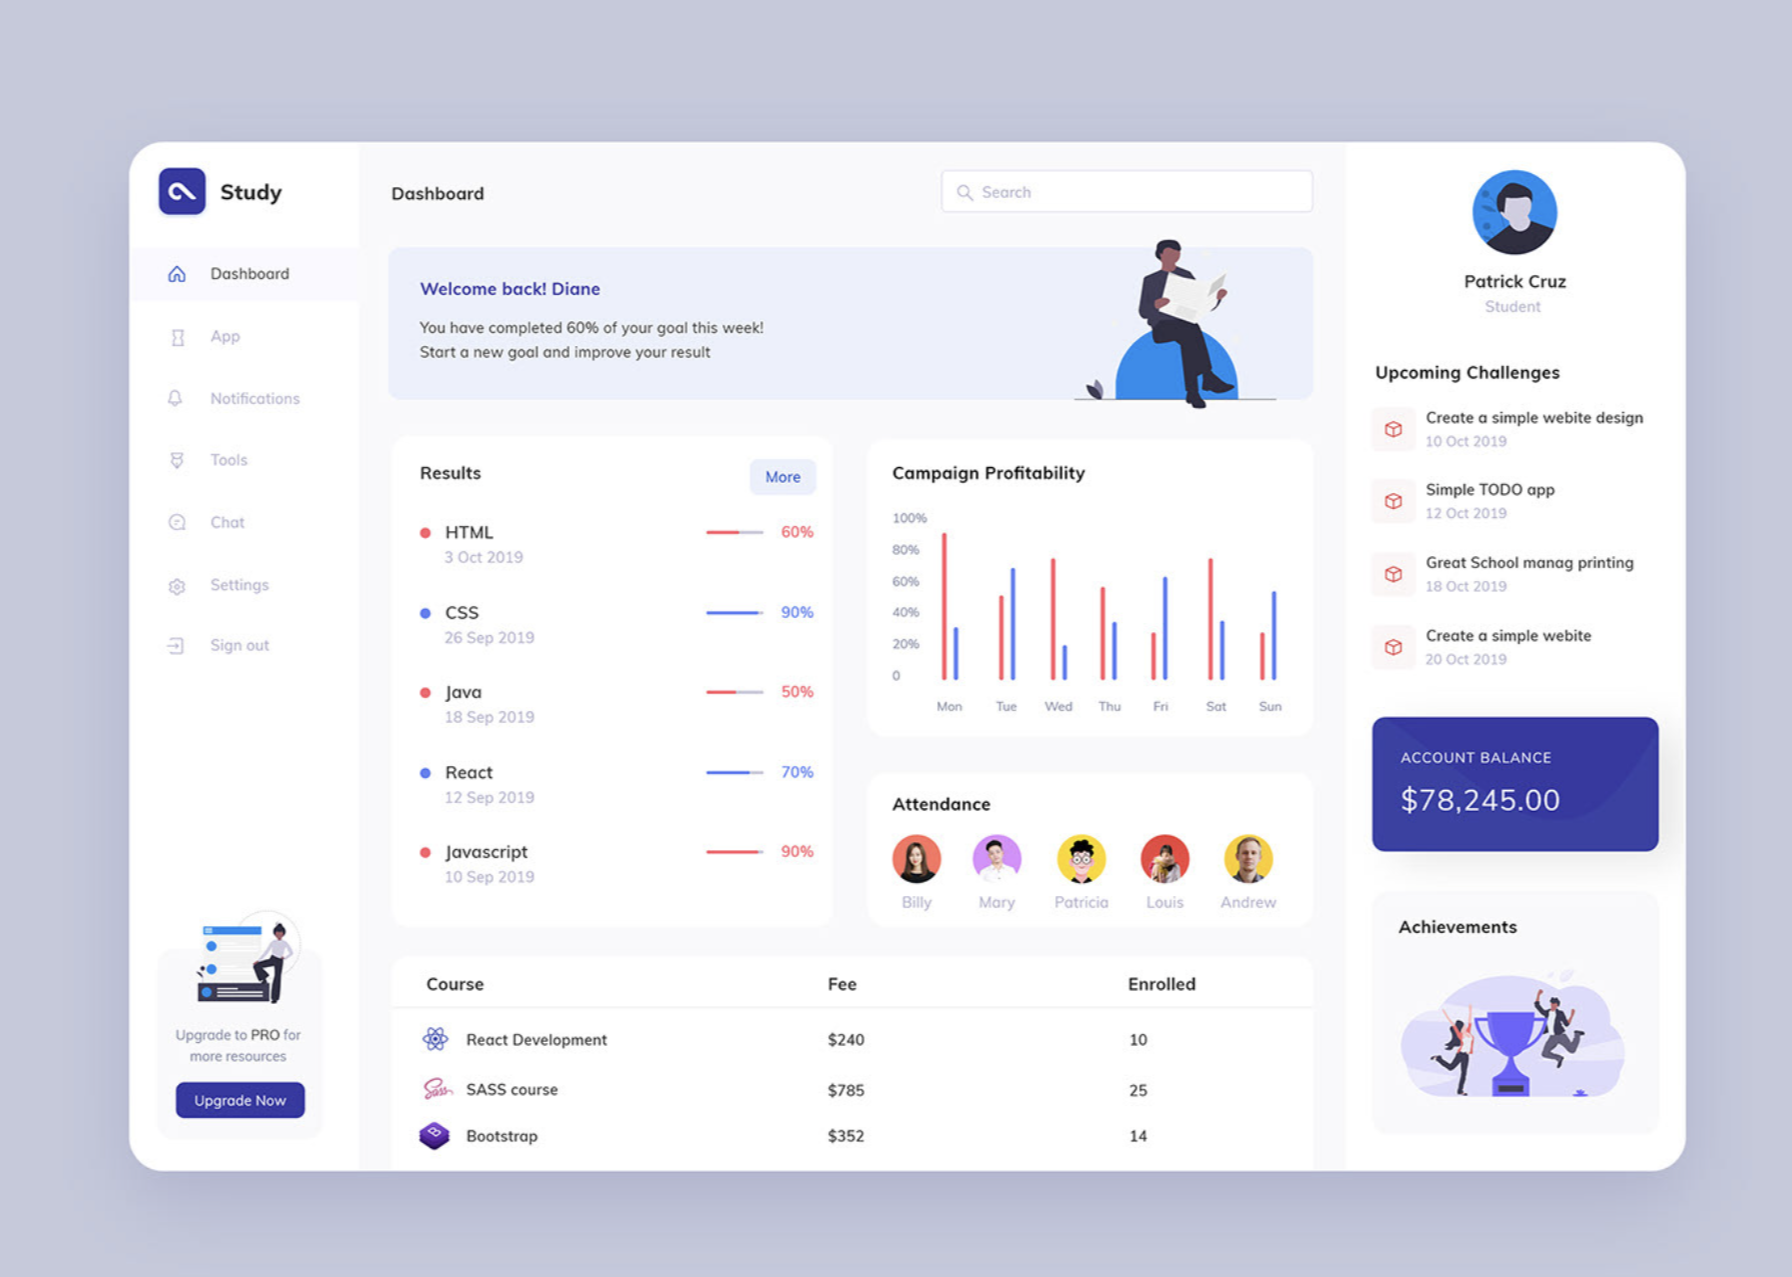 Study
Dashboard
App
Notifications
Tools
Chat
Settings
Sign out
Upgrade to PRO for
more resources
Upgrade Now
Dashboard
Search
Welcome back! Diane
You have completed 60% of your goal this week!
Start a new goal and improve your result
Results
More
HTML
60%
3 Oct 2019
CSS
90%
26 Sep 2019
Java
50%
18 Sep 2019
React
70%
12 Sep 2019
Javascript
90%
10 Sep 2019
Campaign Profitability
100%
80%
60%
40%
20%
0
Mon Tue Wed Thu Fri Sat Sun
Attendance
Billy Mary Patricia Louis Andrew
Course Fee Enrolled
React Development $240 10
Sass SASS course $785 25
B Bootstrap $352 14
Patrick Cruz
Student
Upcoming Challenges
Create a simple webite design
10 Oct 2019
Simple TODO app
12 Oct 2019
Great School manag printing
18 Oct 2019
Create a simple webite
20 Oct 2019
ACCOUNT BALANCE
$78,245.00
Achievements